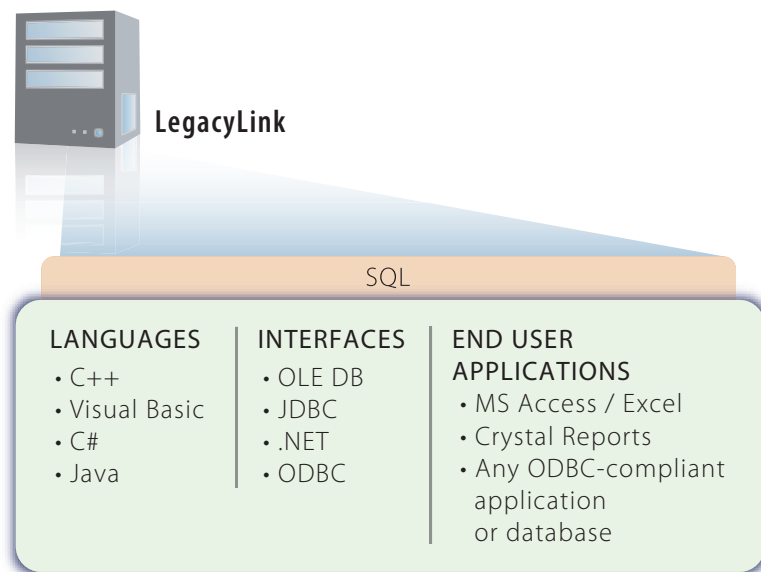 LegacyLink
SQL
LANGUAGES
• C++
• Visual Basic
• C#
• Java
INTERFACES
• OLE DB
• JDBC
• .NET
• ODBC
END USER
APPLICATIONS
• MS Access / Excel
• Crystal Reports
• Any ODBC-compliant
application
or database